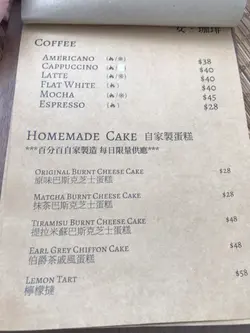 珈琲
COFFEE
AMERICANO (🔥/❄) $38
CAPPUCCINO (🔥/❄) $40
LATTE (🔥/❄) $40
FLAT WHITE (🔥) $40
MOCHA (🔥/❄) $45
ESPRESSO (🔥) $28
HOMEMADE CAKE 自家製蛋糕
***百分百自家製造 每日限量供應***
ORIGINAL BURNT CHEESE CAKE $28
原味巴斯克芝士蛋糕
MATCHA BURNT CHEESE CAKE $28
抹茶巴斯克芝士蛋糕
TIRAMISU BURNT CHEESE CAKE $48
提拉米蘇巴斯克芝士蛋糕
EARL GREY CHIFFON CAKE $48
伯爵茶戚風蛋糕
LEMON TART $58
檸檬撻